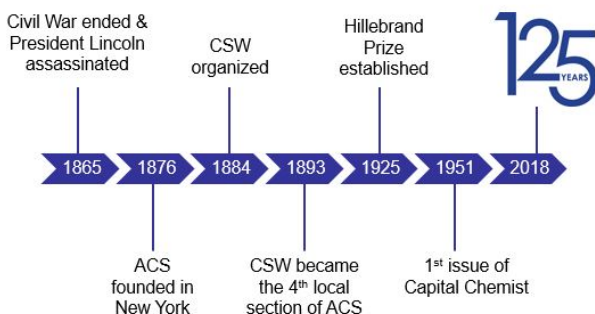 Civil War ended &
President Lincoln
assassinated
CSW
organized
Hillebrand
Prize
established
125
YEARS
1865
1876
1884
1893
1925
1951
2018
ACS
founded in
New York
CSW became
the 4th local
section of ACS
1st issue of
Capital Chemist